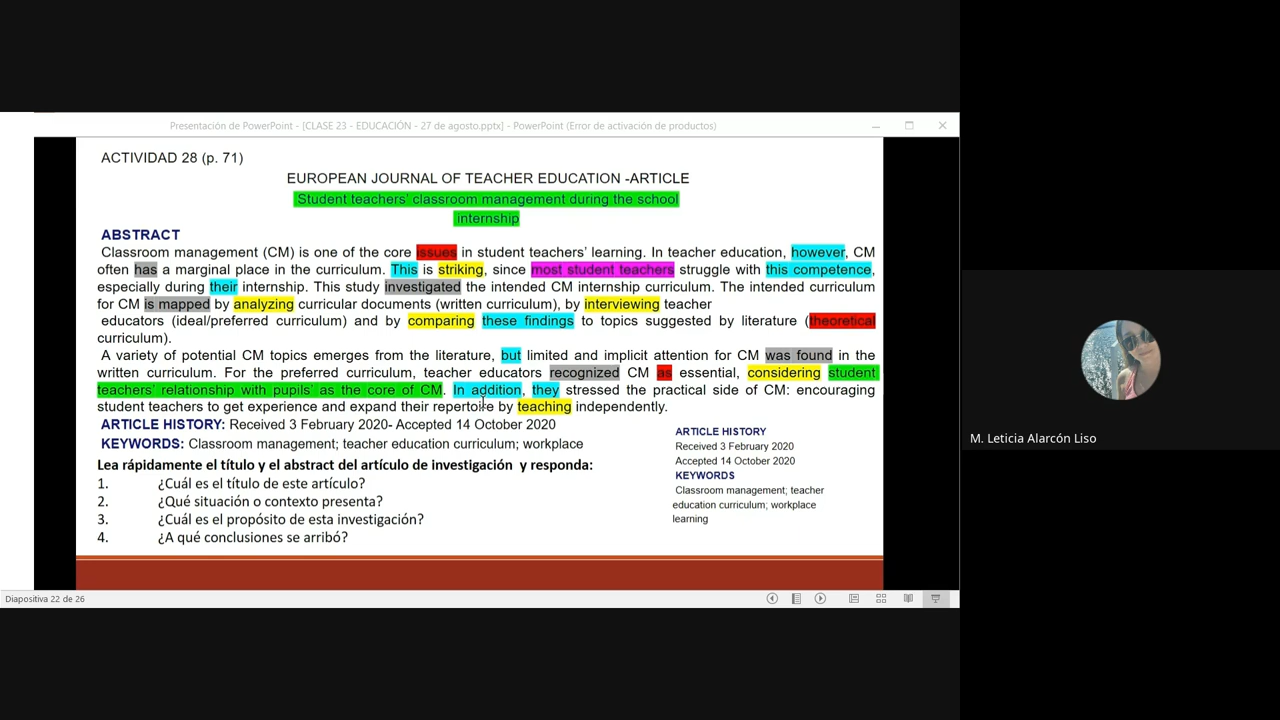 Presentación de PowerPoint - [CLASE 23 - EDUCACIÓN - 27 de agosto.pptx] - PowerPoint (Error de activación de productos)
ACTIVIDAD 28 (p. 71)
EUROPEAN JOURNAL OF TEACHER EDUCATION -ARTICLE
Student teachers' classroom management during the school
internship
ABSTRACT
Classroom management (CM) is one of the core issues in student teachers' learning. In teacher education, however, CM
often has a marginal place in the curriculum. This is striking, since most student teachers struggle with this competence,
especially during their internship. This study investigated the intended CM internship curriculum. The intended curriculum
for CM is mapped by analyzing curricular documents (written curriculum), by interviewing teacher
educators (ideal/preferred curriculum) and by comparing these findings to topics suggested by literature (theoretical
curriculum).
A variety of potential CM topics emerges from the literature, but limited and implicit attention for CM was found in the
written curriculum. For the preferred curriculum, teacher educators recognized CM as essential, considering student
teachers' relationship with pupils' as the core of CM. In addition, they stressed the practical side of CM: encouraging
student teachers to get experience and expand their repertoire by teaching independently.
ARTICLE HISTORY: Received 3 February 2020- Accepted 14 October 2020
KEYWORDS: Classroom management; teacher education curriculum; workplace
Lea rápidamente el título y el abstract del artículo de investigación y responda:
1. ¿Cuál es el título de este artículo?
2. ¿Qué situación o contexto presenta?
3. ¿Cuál es el propósito de esta investigación?
4. ¿A qué conclusiones se arribó?
ARTICLE HISTORY
Received 3 February 2020
Accepted 14 October 2020
KEYWORDS
Classroom management; teacher
education curriculum; workplace
learning
Diapositiva 22 de 26
M. Leticia Alarcón Liso